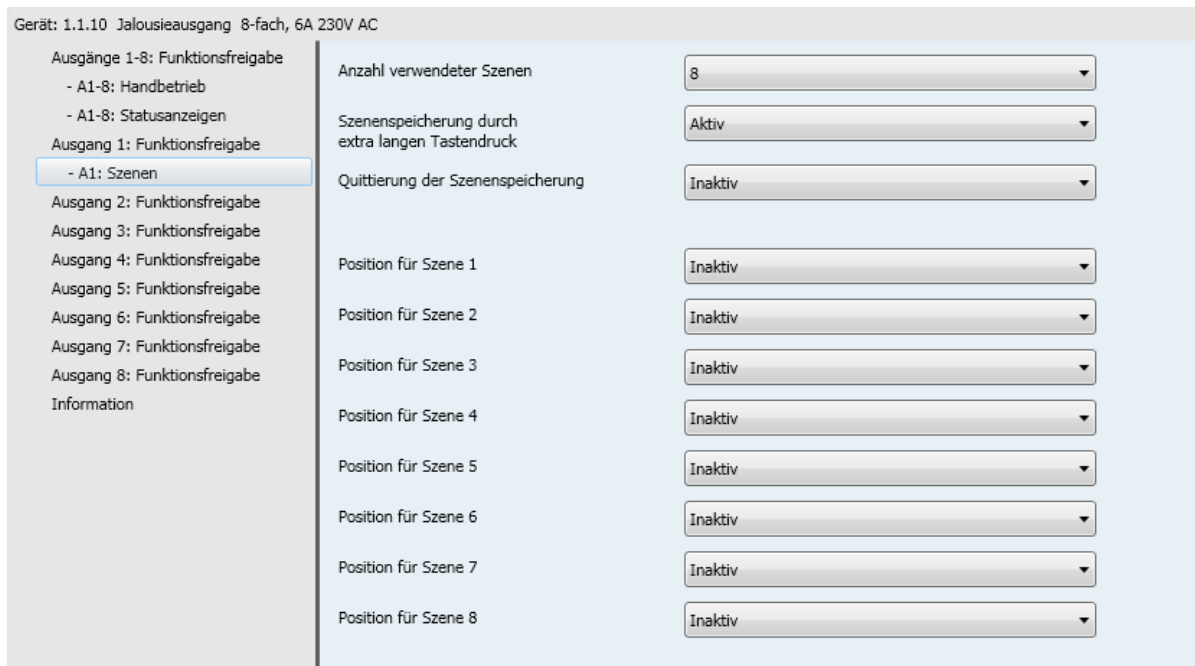 Gerät: 1.1.10 Jalousieausgang 8-fach, 6A 230V AC
Ausgänge 1-8: Funktionsfreigabe
- A1-8: Handbetrieb
- A1-8: Statusanzeigen
Ausgang 1: Funktionsfreigabe
- A1: Szenen
Ausgang 2: Funktionsfreigabe
Ausgang 3: Funktionsfreigabe
Ausgang 4: Funktionsfreigabe
Ausgang 5: Funktionsfreigabe
Ausgang 6: Funktionsfreigabe
Ausgang 7: Funktionsfreigabe
Ausgang 8: Funktionsfreigabe
Information
Anzahl verwendeter Szenen 8
Szenenspeicherung durch
extra langen Tastendruck Aktiv
Quittierung der Szenenspeicherung Inaktiv
Position für Szene 1 Inaktiv
Position für Szene 2 Inaktiv
Position für Szene 3 Inaktiv
Position für Szene 4 Inaktiv
Position für Szene 5 Inaktiv
Position für Szene 6 Inaktiv
Position für Szene 7 Inaktiv
Position für Szene 8 Inaktiv